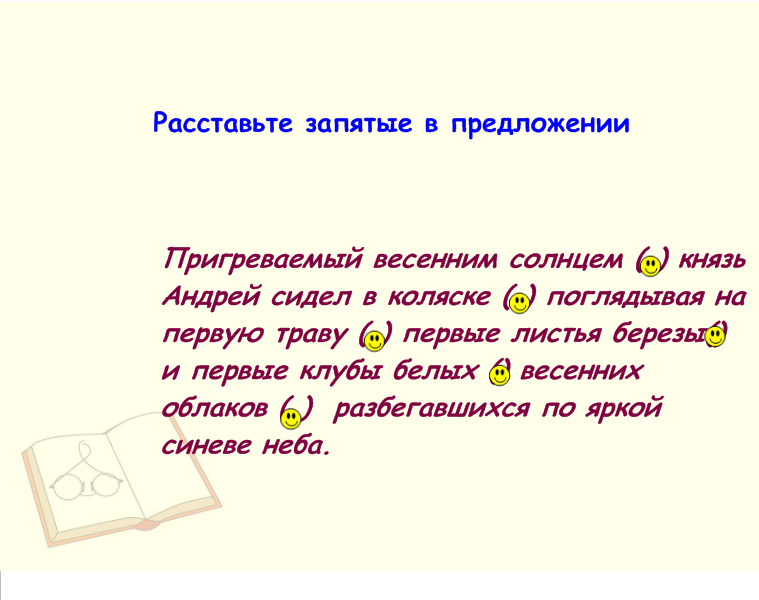 Расставьте запятые в предложении
Пригреваемый весенним солнцем ( ) князь
Андрей сидел в коляске ( ) поглядывая на
первую траву ( ) первые листья березы( )
и первые клубы белых ( ) весенних
облаков ( ) разбегавшихся по яркой
синеве неба.